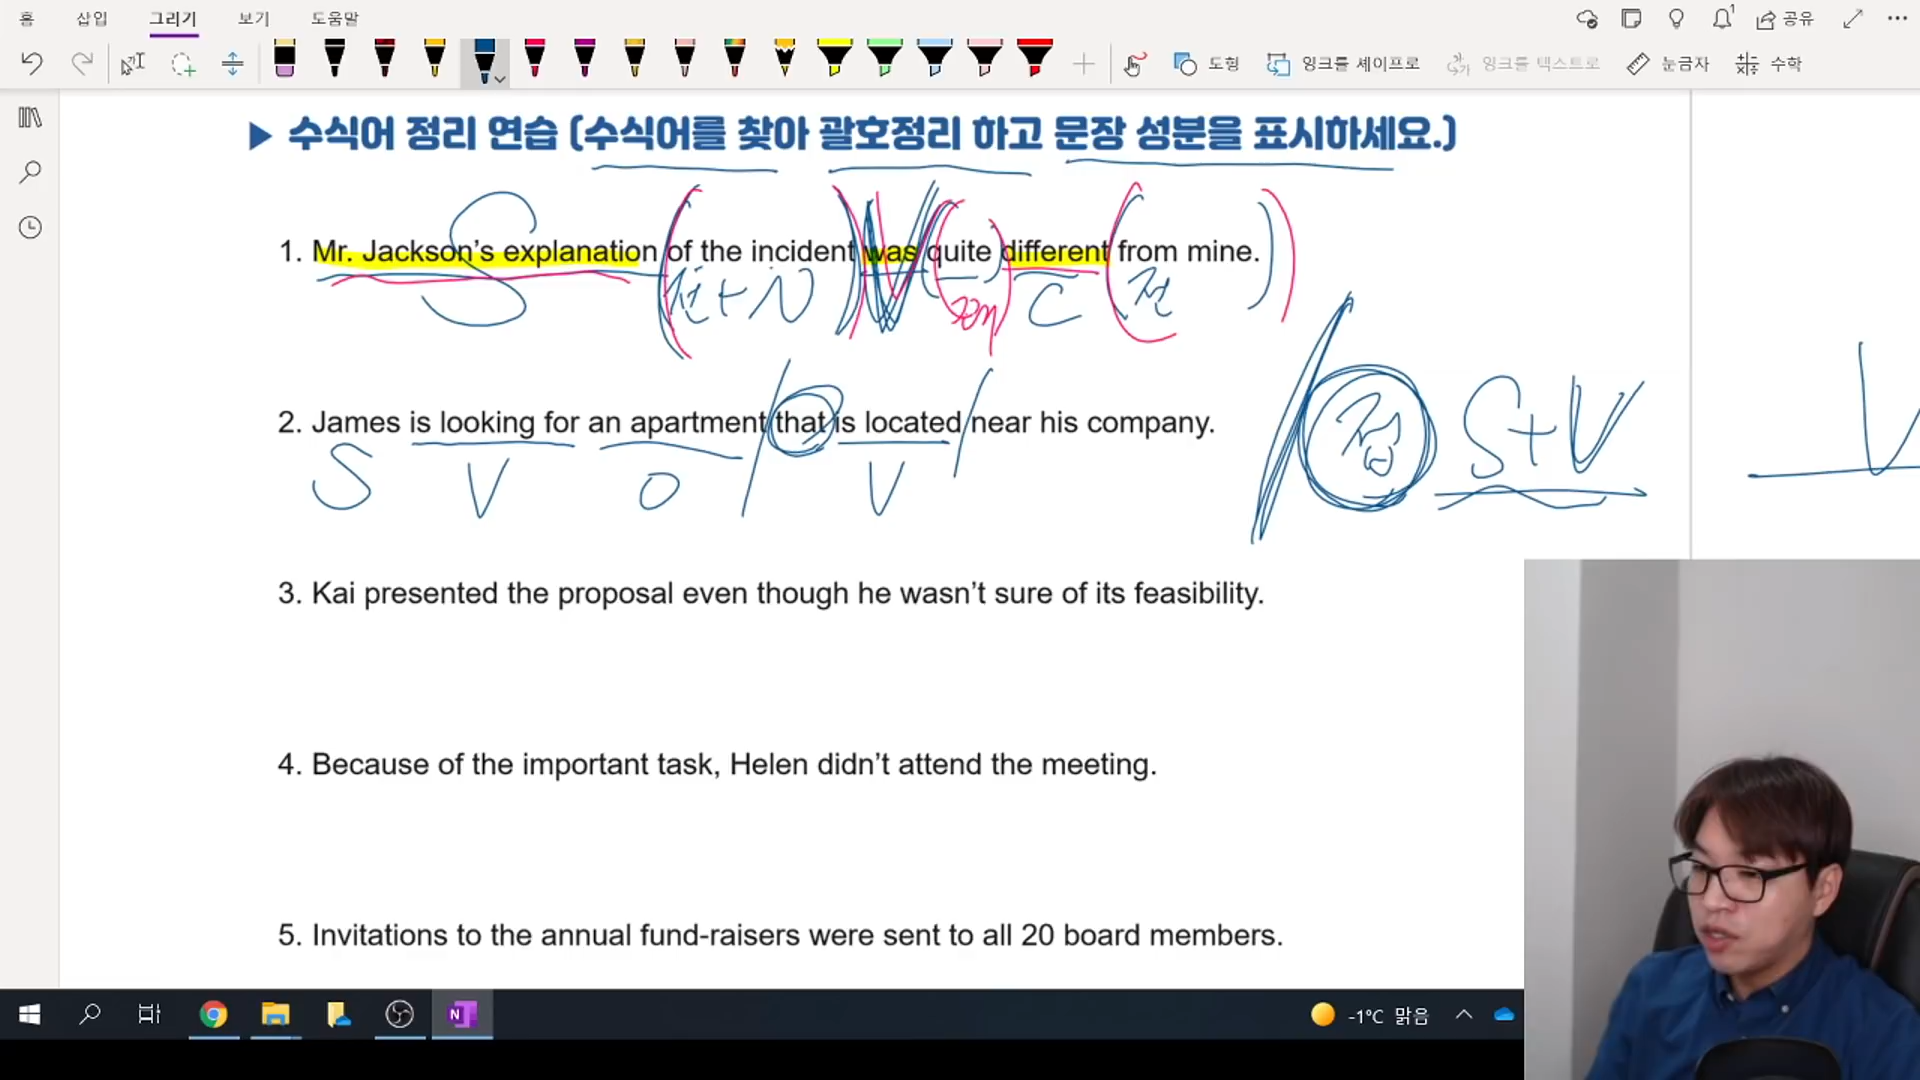 홈 삽입 그리기 보기 도움말 1 공유
도형 잉크를 셰이프로 잉크를 텍스트로 눈금자 수학
▶ 수식어 정리 연습 (수식어를 찾아 괄호정리 하고 문장 성분을 표시하세요.)
S V
1. Mr. Jackson’s explanation of the incident was quite different from mine.
전+N C 전
2. James is looking for an apartment that is located near his company.
접 S+V V
S V O V
3. Kai presented the proposal even though he wasn’t sure of its feasibility.
4. Because of the important task, Helen didn’t attend the meeting.
5. Invitations to the annual fund-raisers were sent to all 20 board members.
N -1°C 맑음